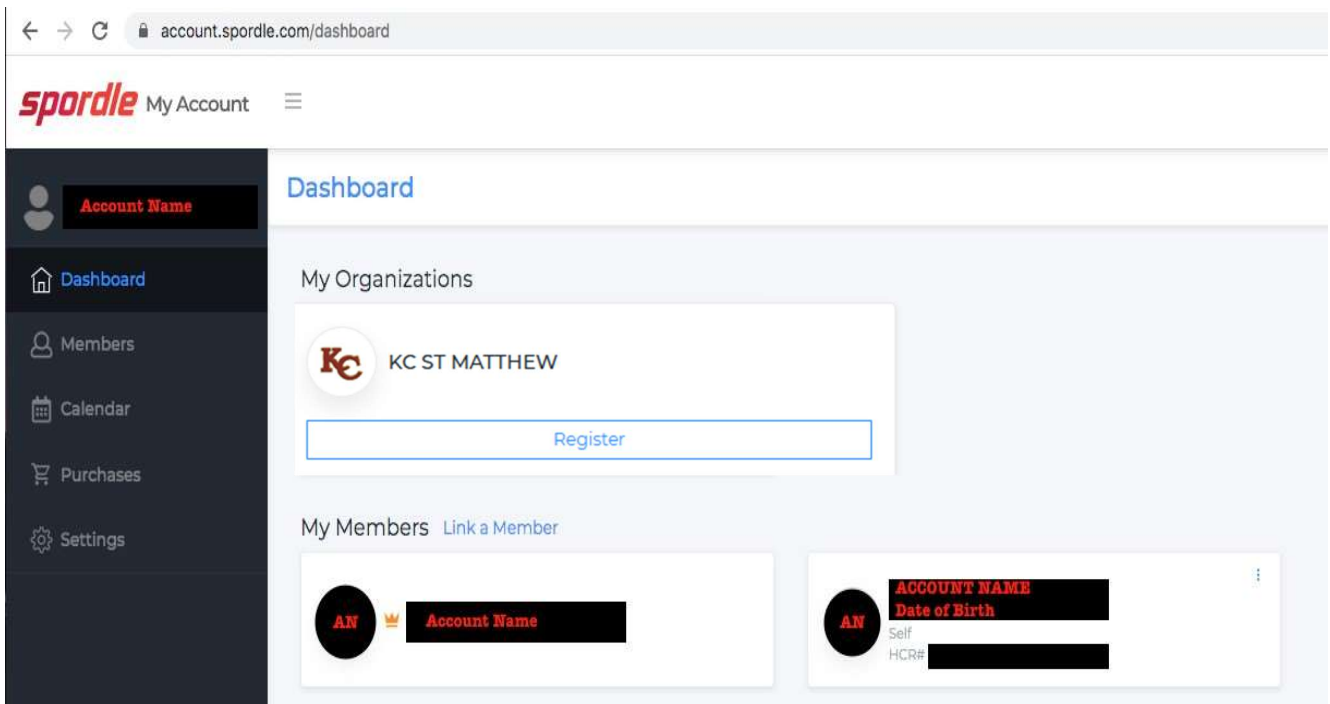 account.spordle.com/dashboard
spordle My Account
Account Name
Dashboard
Members
Calendar
Purchases
Settings
Dashboard
My Organizations
KC
KC ST MATTHEW
Register
My Members Link a Member
AN
Account Name
AN
ACCOUNT NAME
Date of Birth
Self
HCR#